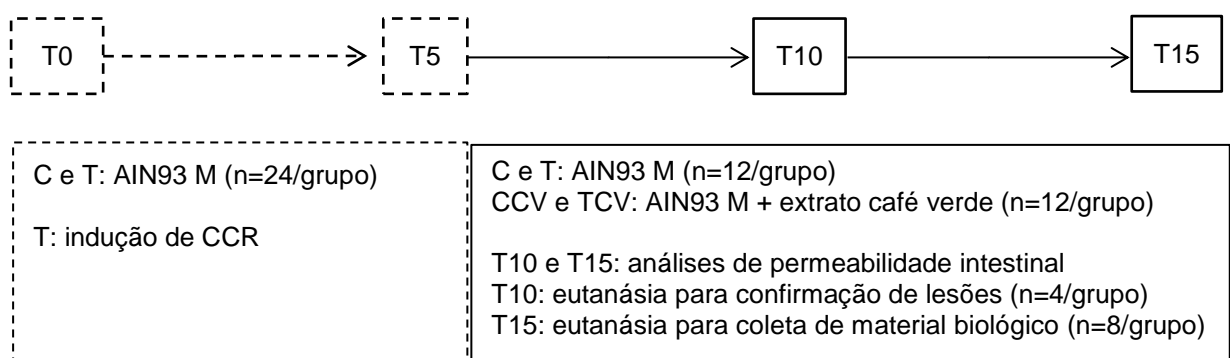 T0
T5
T10
T15
C e T: AIN93 M (n=24/grupo)
T: indução de CCR
C e T: AIN93 M (n=12/grupo)
CCV e TCV: AIN93 M + extrato café verde (n=12/grupo)
T10 e T15: análises de permeabilidade intestinal
T10: eutanásia para confirmação de lesões (n=4/grupo)
T15: eutanásia para coleta de material biológico (n=8/grupo)